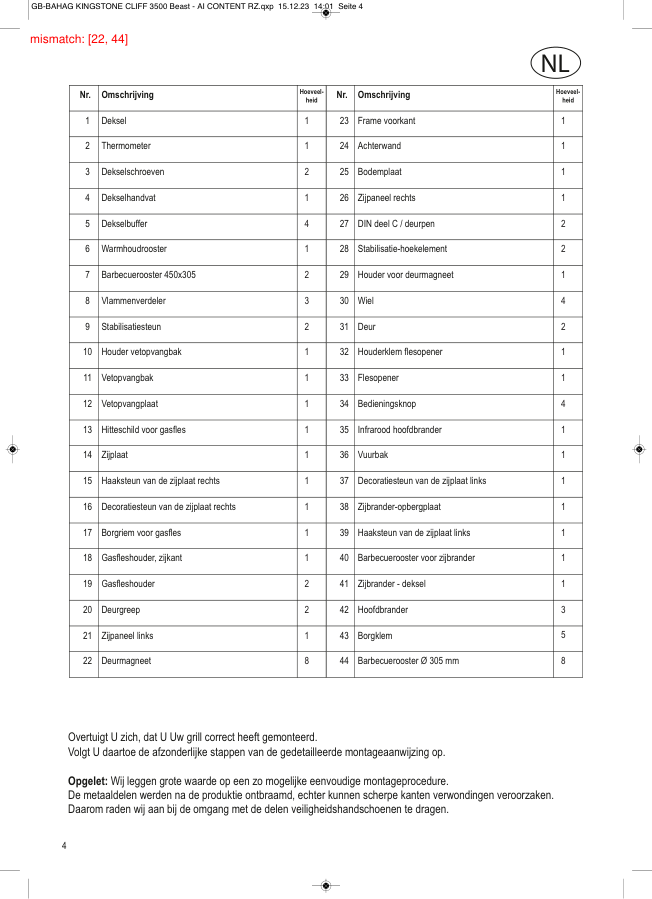 GB-BAHAG KINGSTONE CLIFF 3500 Beast - AI CONTENT RZ.qxp 15.12.23 14:01 Seite 4
mismatch: [22, 44]
NL
Nr. Omschrijving Hoeveel-heid Nr. Omschrijving Hoeveel-heid
1 Deksel 1 23 Frame voorkant 1
2 Thermometer 1 24 Achterwand 1
3 Dekselschroeven 2 25 Bodemplaat 1
4 Dekselhandvat 1 26 Zijpaneel rechts 1
5 Dekselbuffer 4 27 DIN deel C / deurpen 2
6 Warmhoudrooster 1 28 Stabilisatie-hoekelement 2
7 Barbecuerooster 450x305 2 29 Houder voor deurmagneet 1
8 Vlammenverdeler 3 30 Wiel 4
9 Stabilisatiesteun 2 31 Deur 2
10 Houder vetopvangbak 1 32 Houderklem flesopener 1
11 Vetopvangbak 1 33 Flesopener 1
12 Vetopvangplaat 1 34 Bedieningsknop 4
13 Hitteschild voor gasfles 1 35 Infrarood hoofdbrander 1
14 Zijplaat 1 36 Vuurbak 1
15 Haaksteun van de zijplaat rechts 1 37 Decoratiesteun van de zijplaat links 1
16 Decoratiesteun van de zijplaat rechts 1 38 Zijbrander-opbergplaat 1
17 Borgriem voor gasfles 1 39 Haaksteun van de zijplaat links 1
18 Gasfleshouder, zijkant 1 40 Barbecuerooster voor zijbrander 1
19 Gasfleshouder 2 41 Zijbrander - deksel 1
20 Deurgreep 2 42 Hoofdbrander 3
21 Zijpaneel links 1 43 Borgklem 5
22 Deurmagneet 8 44 Barbecuerooster Ø 305 mm 8
Overtuigt U zich, dat U Uw grill correct heeft gemonteerd.
Volgt U daartoe de afzonderlijke stappen van de gedetailleerde montageaanwijzing op.
Opgelet: Wij leggen grote waarde op een zo mogelijke eenvoudige montageprocedure.
De metaaldelen werden na de produktie ontbraamd, echter kunnen scherpe kanten verwondingen veroorzaken.
Daarom raden wij aan bij de omgang met de delen veiligheidshandschoenen te dragen.
4